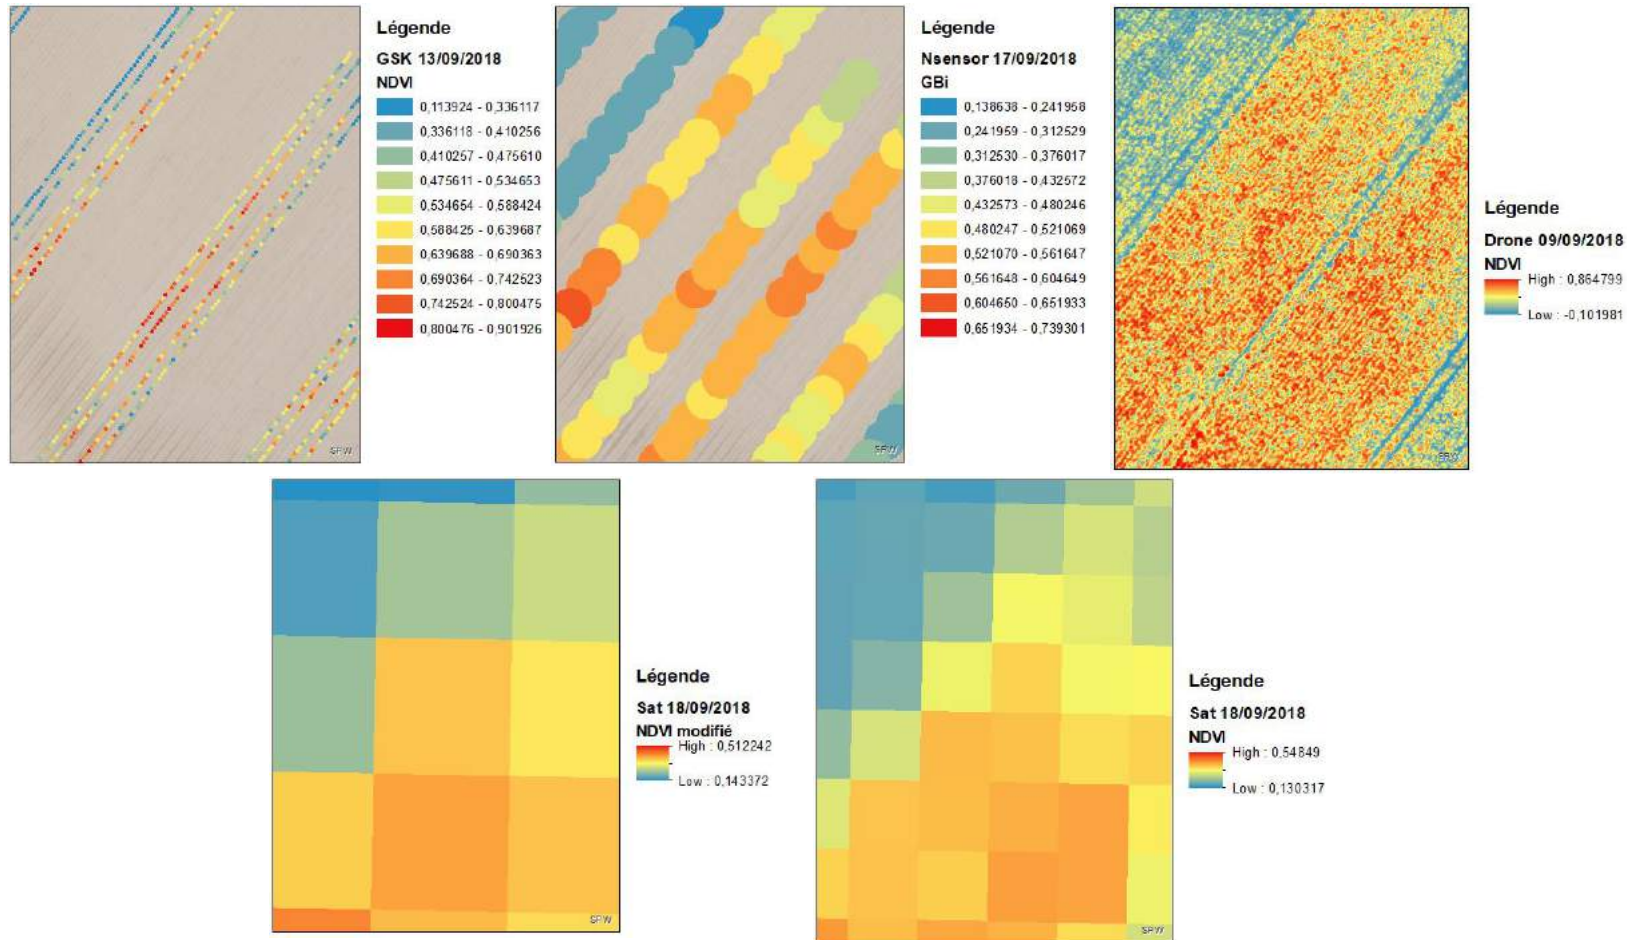 Légende
GSK 13/09/2018
NDVI
0,113924 - 0,336117
0,336118 - 0,410256
0,410257 - 0,475610
0,475611 - 0,534653
0,534654 - 0,588424
0,588425 - 0,639687
0,639688 - 0,690363
0,690364 - 0,742523
0,742524 - 0,800475
0,800476 - 0,901926
SPW
Légende
Nsensor 17/09/2018
GBi
0,138638 - 0,241958
0,241959 - 0,312529
0,312530 - 0,376017
0,376018 - 0,432572
0,432573 - 0,480246
0,480247 - 0,521069
0,521070 - 0,561647
0,561648 - 0,604649
0,604650 - 0,651933
0,651934 - 0,739301
SPW
Légende
Drone 09/09/2018
NDVI
High : 0,864799
Low : -0,101981
SPW
Légende
Sat 18/09/2018
NDVI modifié
High : 0,512242
Low : 0,143372
SPW
Légende
Sat 18/09/2018
NDVI
High : 0,54849
Low : 0,130317
SPW